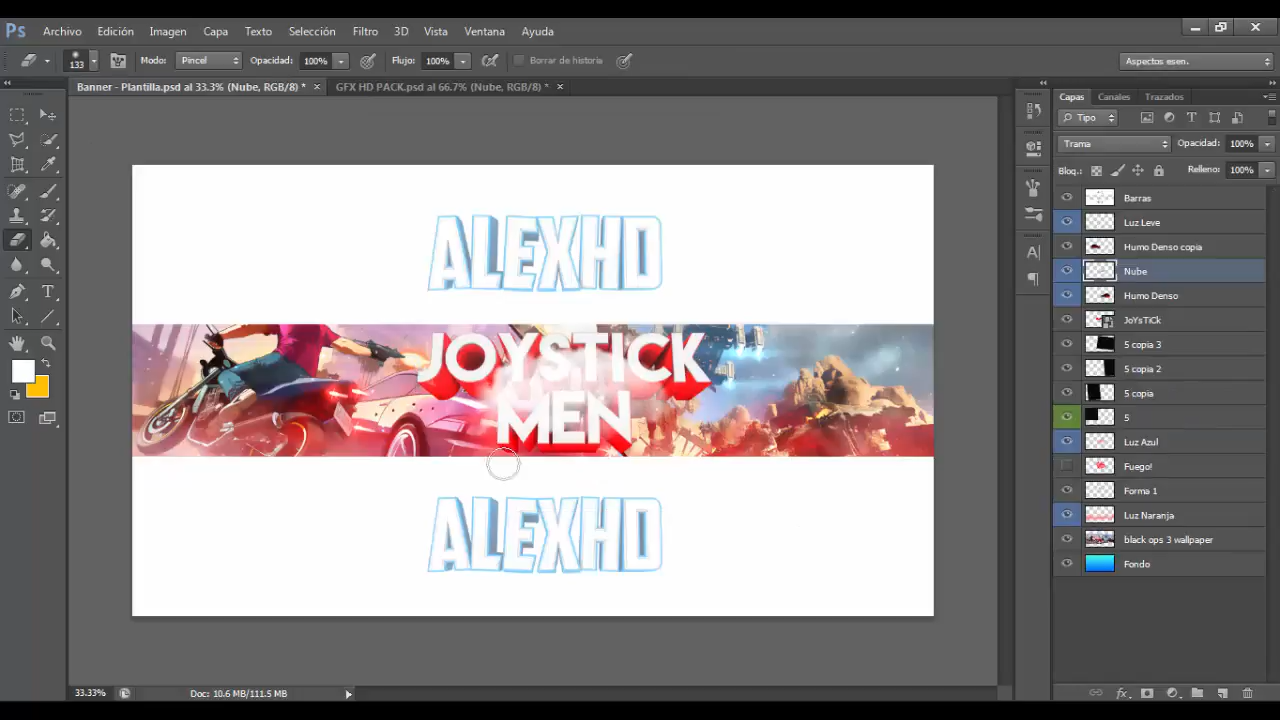 Ps Archivo Edición Imagen Capa Texto Selección Filtro 3D Vista Ventana Ayuda
133 Modo: Pincel Opacidad: 100% Flujo: 100% Borrar de historia Aspectos esen.
Banner - Plantilla.psd al 33.3% (Nube, RGB/8) * × GFX HD PACK.psd al 66.7% (Nube, RGB/8) * ×
Capas Canales Trazados
Tipo
Trama Opacidad: 100%
Bloq.: Relleno: 100%
Barras
Luz Leve
Humo Denso copia
Nube
Humo Denso
JoYsTiCk
5 copia 3
5 copia 2
5 copia
5
Luz Azul
Fuego!
Forma 1
Luz Naranja
black ops 3 wallpaper
Fondo
ALEXHD
JOYSTICK
MEN
ALEXHD
33.33% Doc: 10.6 MB/111.5 MB